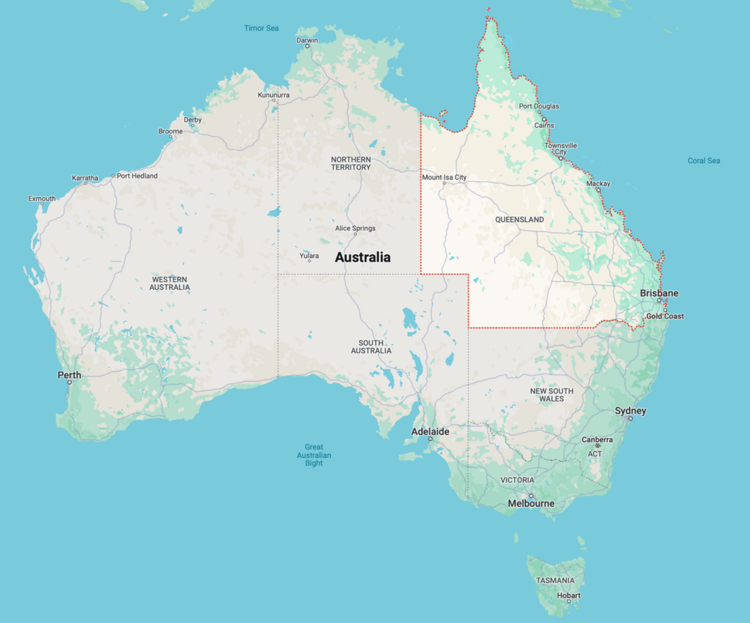 Timor Sea
Darwin
Kununurra
Port Douglas
Cairns
Derby
Broome
Townsville
City
Coral Sea
NORTHERN
TERRITORY
Karratha
Port Hedland
Mount Isa City
Mackay
Exmouth
QUEENSLAND
Alice Springs
Yulara
Australia
WESTERN
AUSTRALIA
Brisbane
Gold Coast
SOUTH
AUSTRALIA
Perth
NEW SOUTH
WALES
Sydney
Adelaide
Canberra
ACT
Great
Australian
Bight
VICTORIA
Melbourne
TASMANIA
Hobart